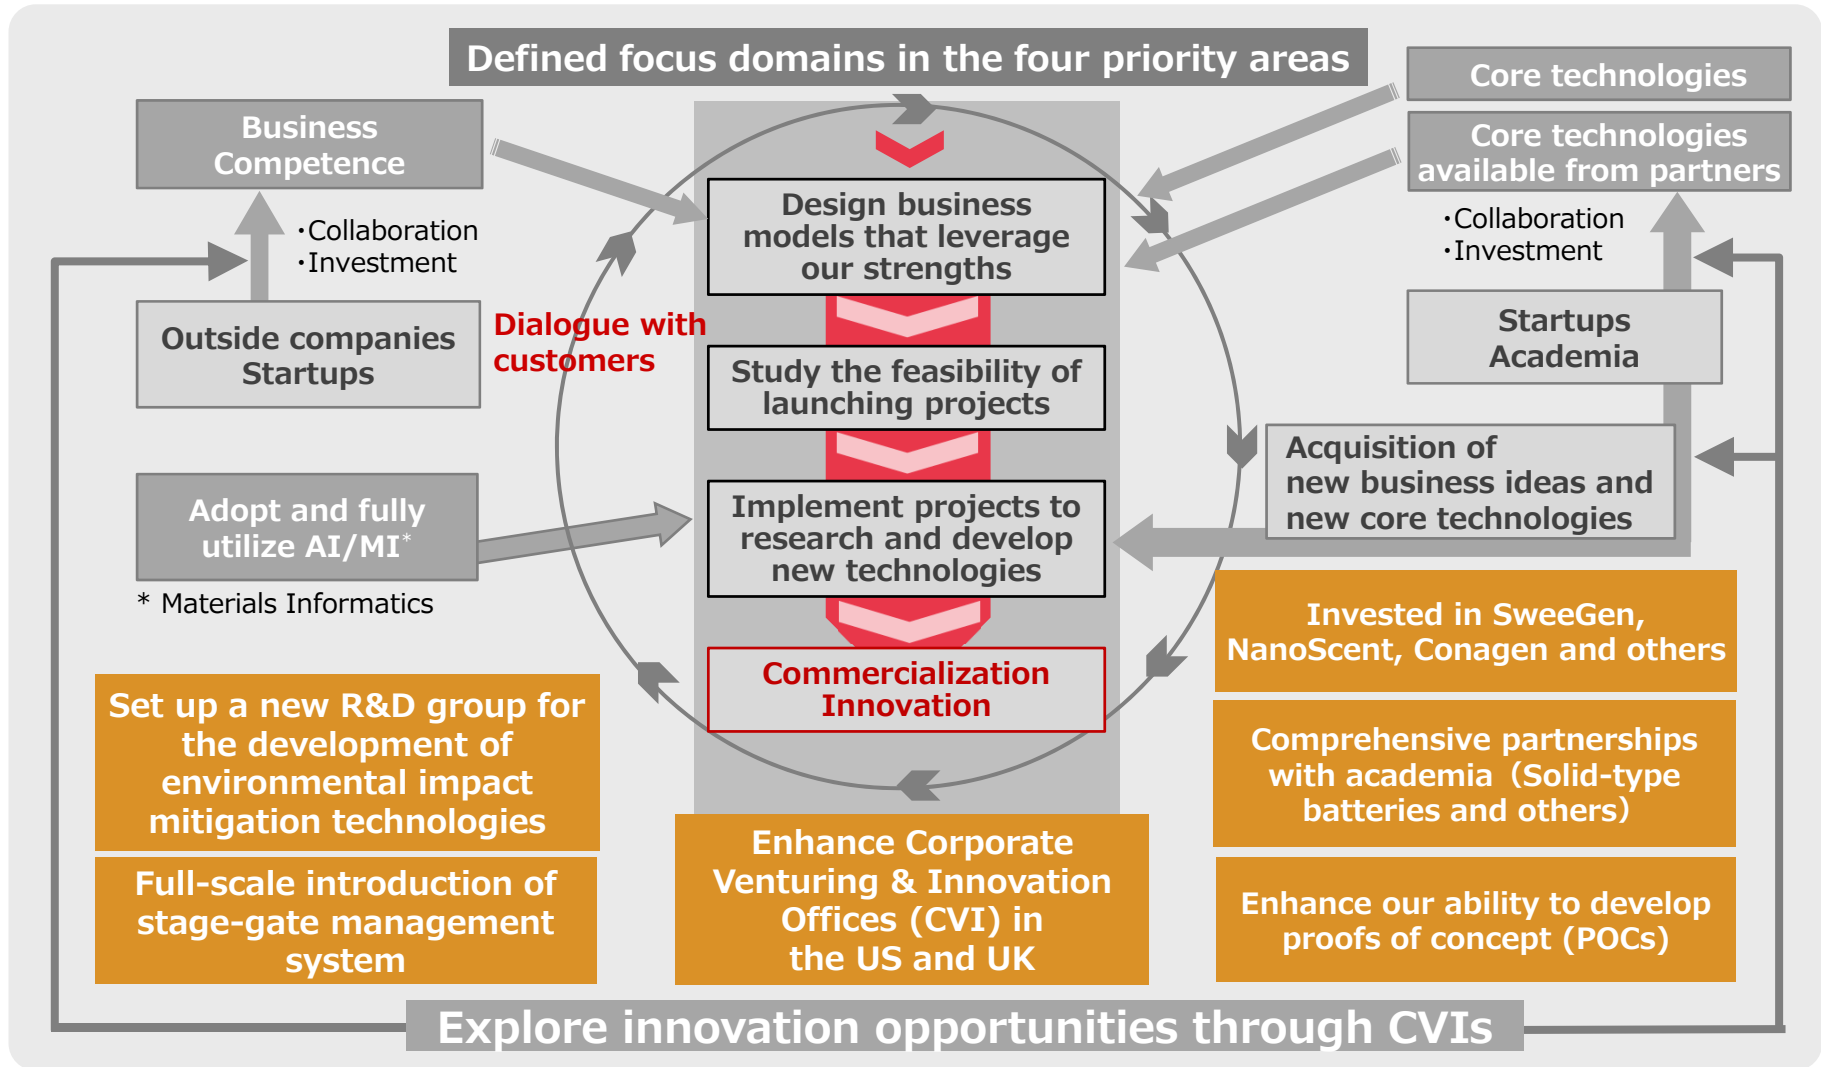 Defined focus domains in the four priority areas
Core technologies
Core technologies
available from partners
Business
Competence
・Collaboration
・Investment
Outside companies
Startups
Dialogue with
customers
Design business
models that leverage
our strengths
・Collaboration
・Investment
Startups
Academia
Study the feasibility of
launching projects
Acquisition of
new business ideas and
new core technologies
Adopt and fully
utilize AI/MI*
* Materials Informatics
Implement projects to
research and develop
new technologies
Commercialization
Innovation
Set up a new R&D group for
the development of
environmental impact
mitigation technologies
Full-scale introduction of
stage-gate management
system
Enhance Corporate
Venturing & Innovation
Offices (CVI) in
the US and UK
Invested in SweeGen,
NanoScent, Conagen and others
Comprehensive partnerships
with academia（Solid-type
batteries and others）
Enhance our ability to develop
proofs of concept (POCs)
Explore innovation opportunities through CVIs